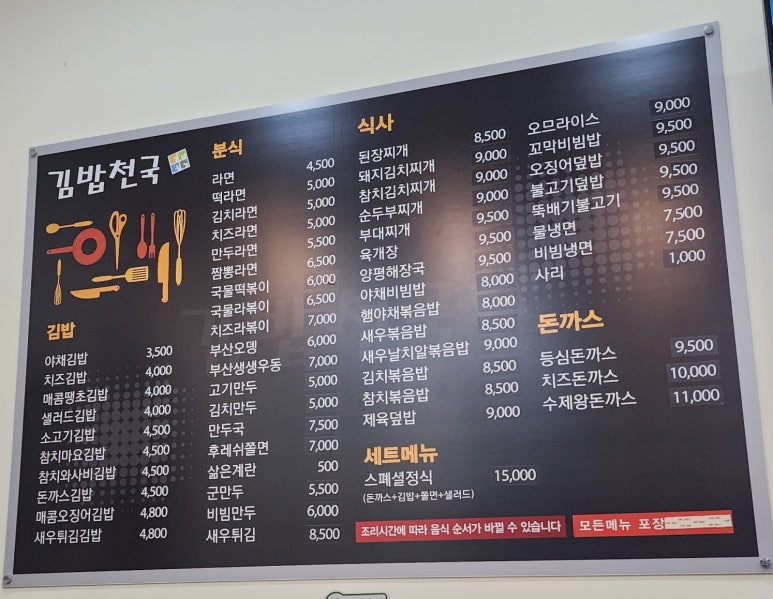 김밥천국
김밥
야채김밥 3,500
치즈김밥 4,000
매콤땡초김밥 4,000
샐러드김밥 4,000
소고기김밥 4,500
참치마요김밥 4,500
참치와사비김밥 4,500
돈까스김밥 4,500
매콤오징어김밥 4,800
새우튀김김밥 4,800
분식
라면 4,500
떡라면 5,000
김치라면 5,000
치즈라면 5,000
만두라면 5,500
짬뽕라면 6,500
국물떡볶이 6,000
국물라볶이 6,500
치즈라볶이 7,000
부산오뎅 6,000
부산생생우동 7,000
고기만두 5,000
김치만두 5,000
만두국 7,500
후레쉬쫄면 7,000
삶은계란 500
군만두 5,500
비빔만두 6,000
새우튀김 8,500
식사
된장찌개 8,500
돼지김치찌개 9,000
참치김치찌개 9,000
순두부찌개 9,000
부대찌개 9,500
육개장 9,500
양평해장국 9,500
야채비빔밥 8,000
햄야채볶음밥 8,000
새우볶음밥 8,500
새우날치알볶음밥 9,000
김치볶음밥 8,500
참치볶음밥 8,500
제육덮밥 9,000
세트메뉴
스폐셜정식 15,000
(돈까스+김밥+쫄면+샐러드)
오므라이스 9,000
꼬막비빔밥 9,500
오징어덮밥 9,500
불고기덮밥 9,500
뚝배기불고기 9,500
물냉면 7,500
비빔냉면 7,500
사리 1,000
돈까스
등심돈까스 9,500
치즈돈까스 10,000
수제왕돈까스 11,000
조리시간에 따라 음식 순서가 바뀔 수 있습니다
모든메뉴 포장